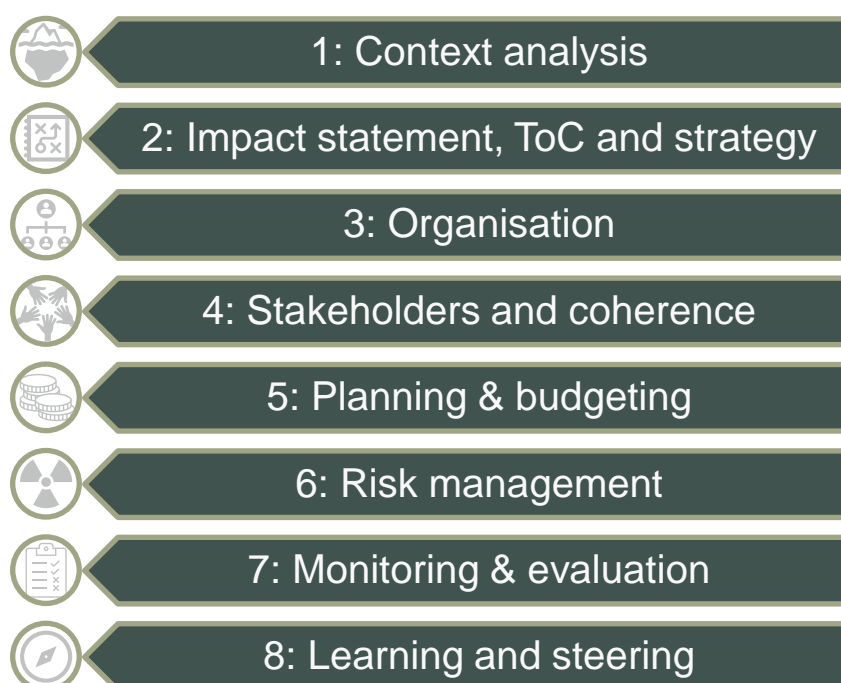 1: Context analysis
2: Impact statement, ToC and strategy
3: Organisation
4: Stakeholders and coherence
5: Planning & budgeting
6: Risk management
7: Monitoring & evaluation
8: Learning and steering